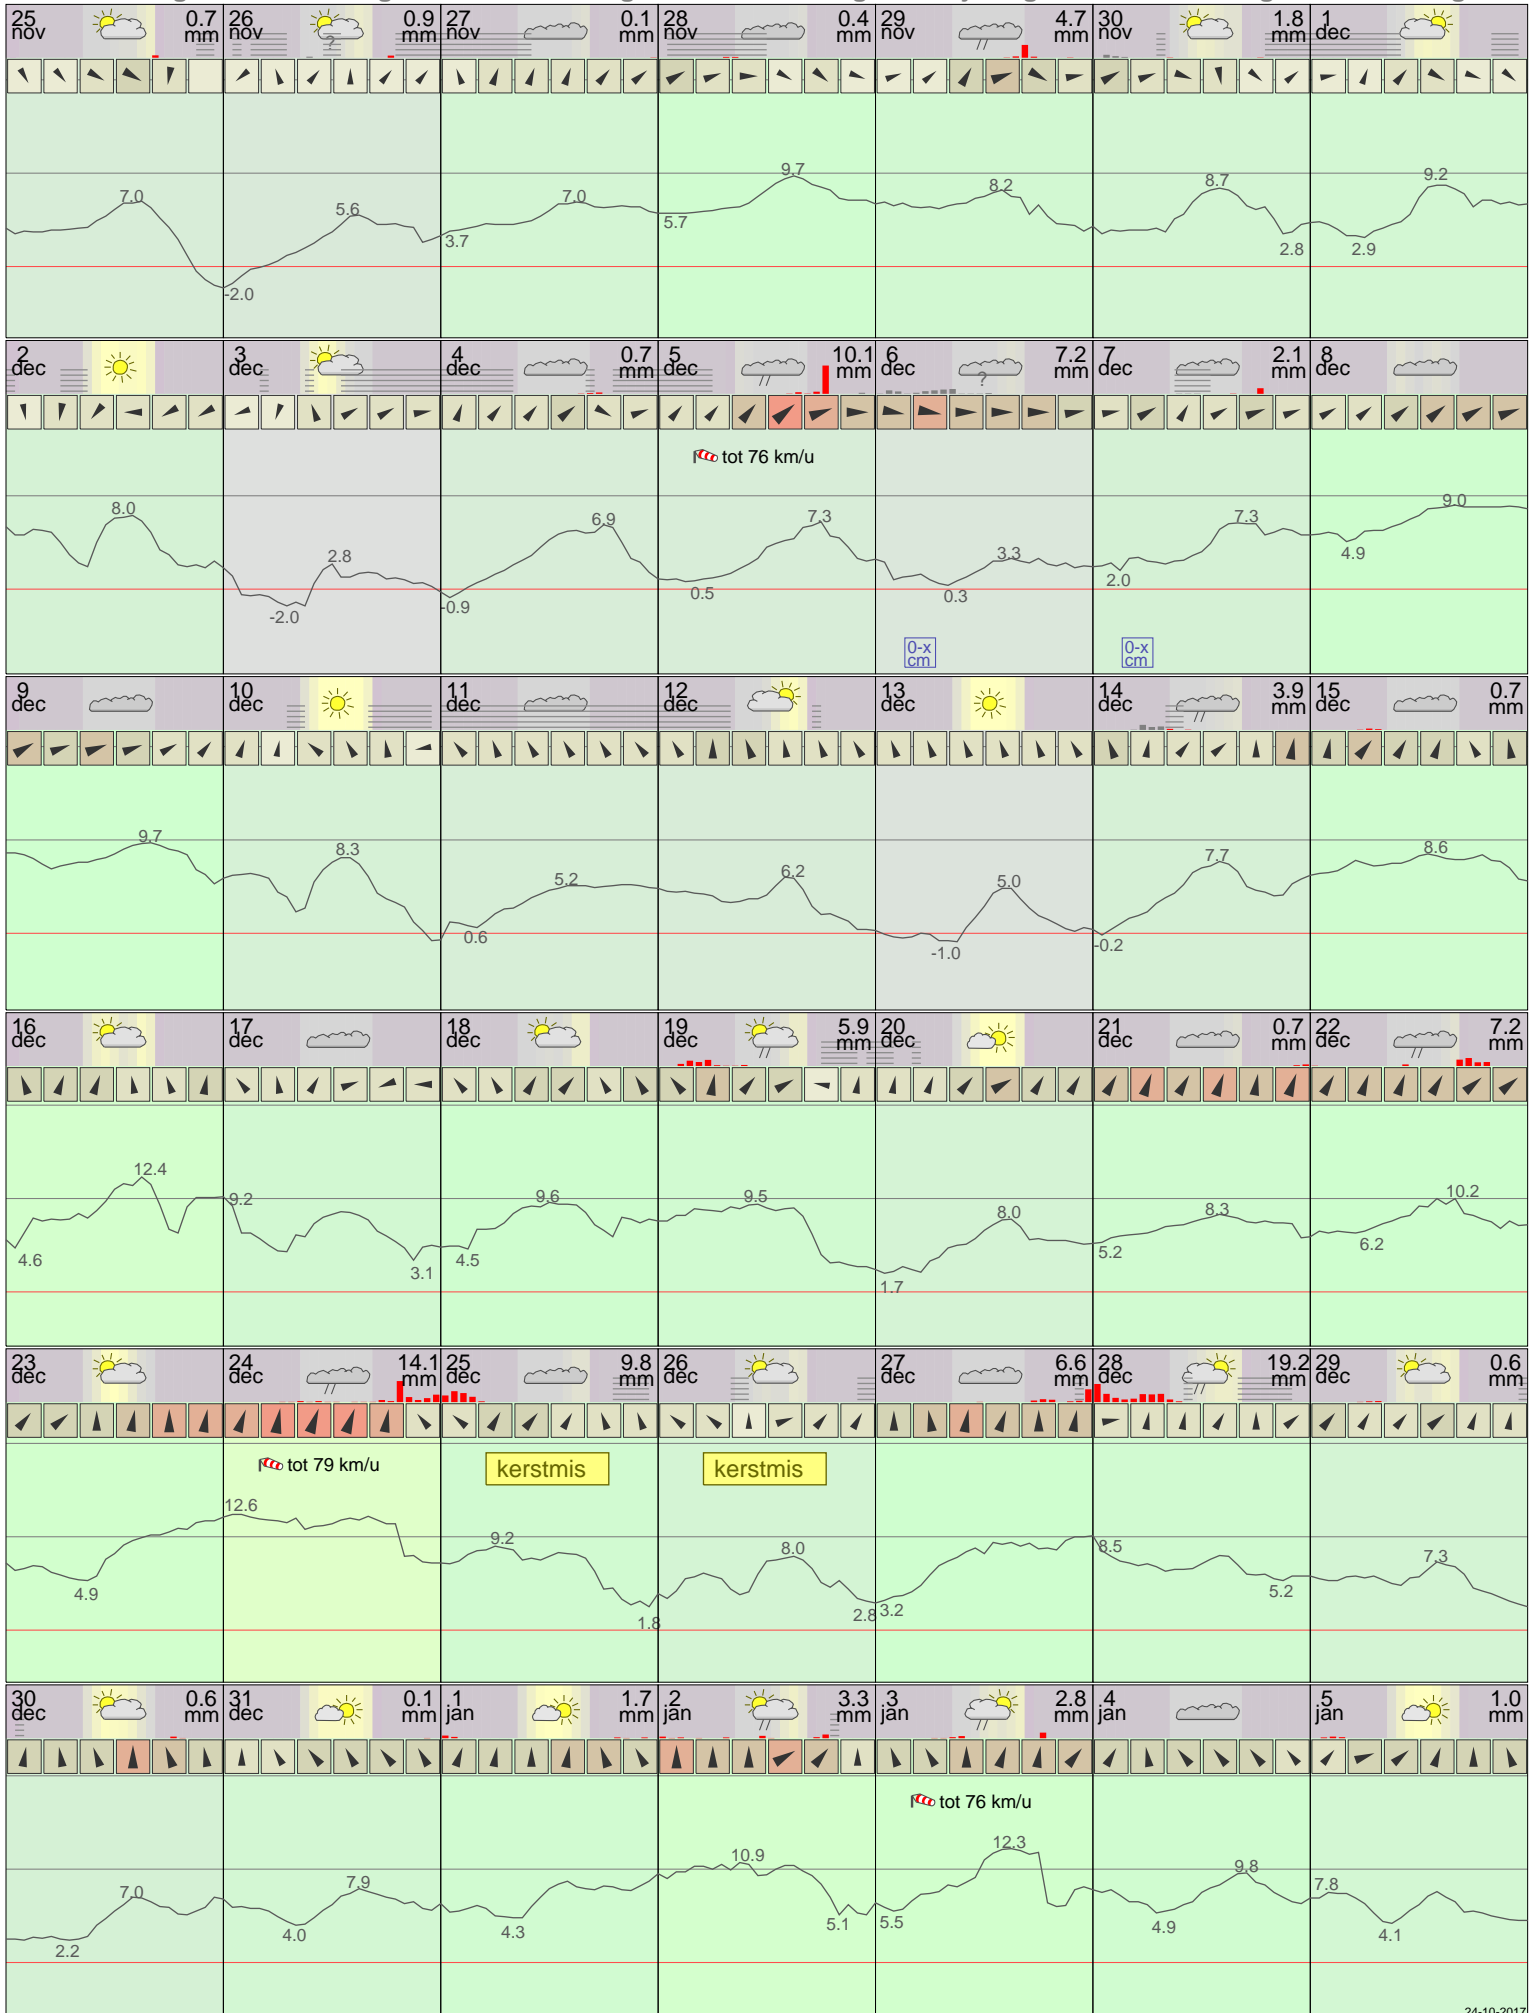 25 nov 0.7 mm 26 nov 0.9 mm 27 nov 0.1 mm 28 nov 0.4 mm 29 nov 4.7 mm 30 nov 1.8 mm 1 dec
?
7.0 5.6 7.0 9.7 8.2 8.7 9.2
-2.0 3.7 5.7 2.8 2.9
2 dec 3 dec 4 dec 0.7 mm 5 dec 10.1 mm 6 dec 7.2 mm 7 dec 2.1 mm 8 dec
?
tot 76 km/u
8.0 2.8 6.9 7.3 3.3 7.3 9.0
-2.0 -0.9 0.5 0.3 2.0 4.9
0-x cm 0-x cm
9 dec 10 dec 11 dec 12 dec 13 dec 14 dec 3.9 mm 15 dec 0.7 mm
9.7 8.3 5.2 6.2 5.0 7.7 8.6
0.6 -1.0 -0.2
16 dec 17 dec 18 dec 19 dec 5.9 mm 20 dec 21 dec 0.7 mm 22 dec 7.2 mm
12.4 9.2 9.6 9.5 8.0 8.3 10.2
4.6 3.1 4.5 1.7 5.2 6.2
23 dec 24 dec 14.1 mm 25 dec 9.8 mm 26 dec 27 dec 6.6 mm 28 dec 19.2 mm 29 dec 0.6 mm
tot 79 km/u kerstmis kerstmis
12.6 9.2 8.0 8.5 7.3
4.9 1.8 2.8 3.2 5.2
30 dec 0.6 mm 31 dec 0.1 mm 1 jan 1.7 mm 2 jan 3.3 mm 3 jan 2.8 mm 4 jan 5 jan 1.0 mm
tot 76 km/u
7.0 7.9 10.9 12.3 9.8 7.8
2.2 4.0 4.3 5.1 5.5 4.9 4.1
24-10-2017